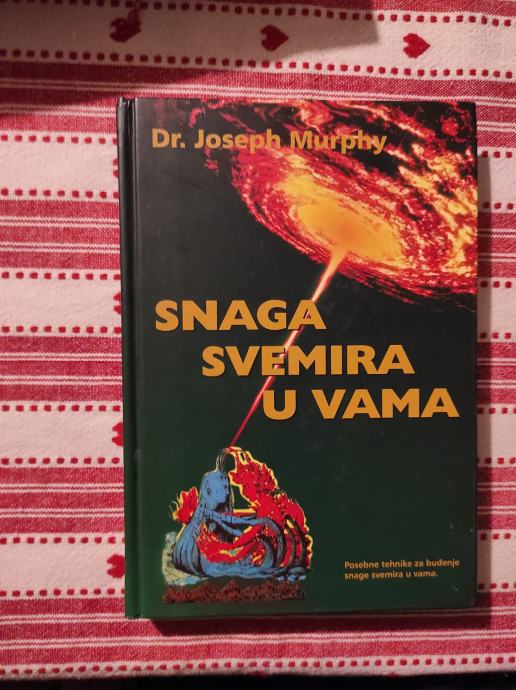 Dr. Joseph Murphy
SNAGA
SVEMIRA
U VAMA
Posebne tehnike za buđenje
snage svemira u vama.